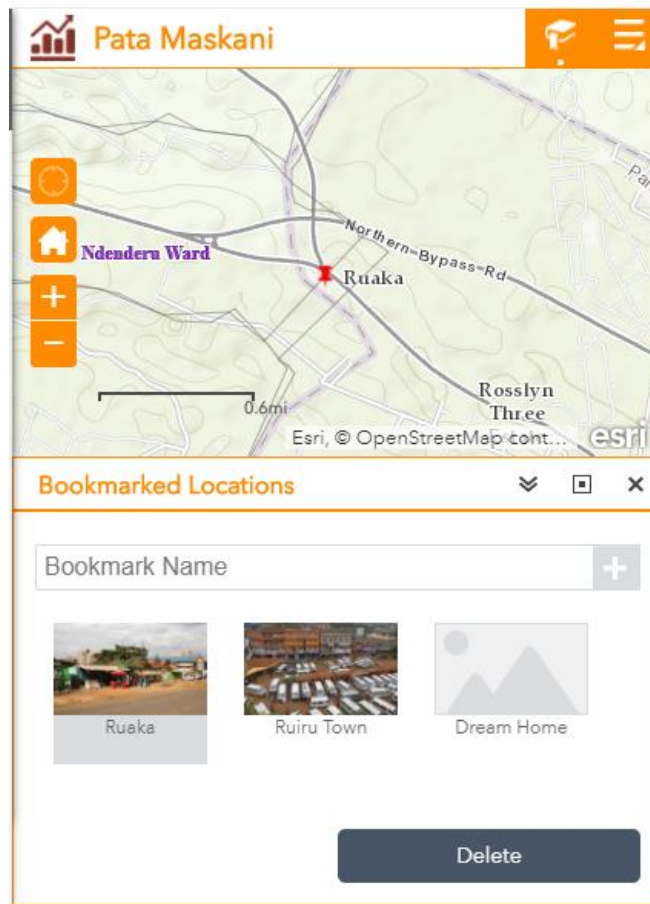 Pata Maskani
Northern-Bypass-Rd
Ndenderu Ward
Ruaka
0.6mi
Rosslyn
Three
Esri, © OpenStreetMap cont...
esri
Bookmarked Locations
Bookmark Name
Ruaka
Ruiru Town
Dream Home
Delete